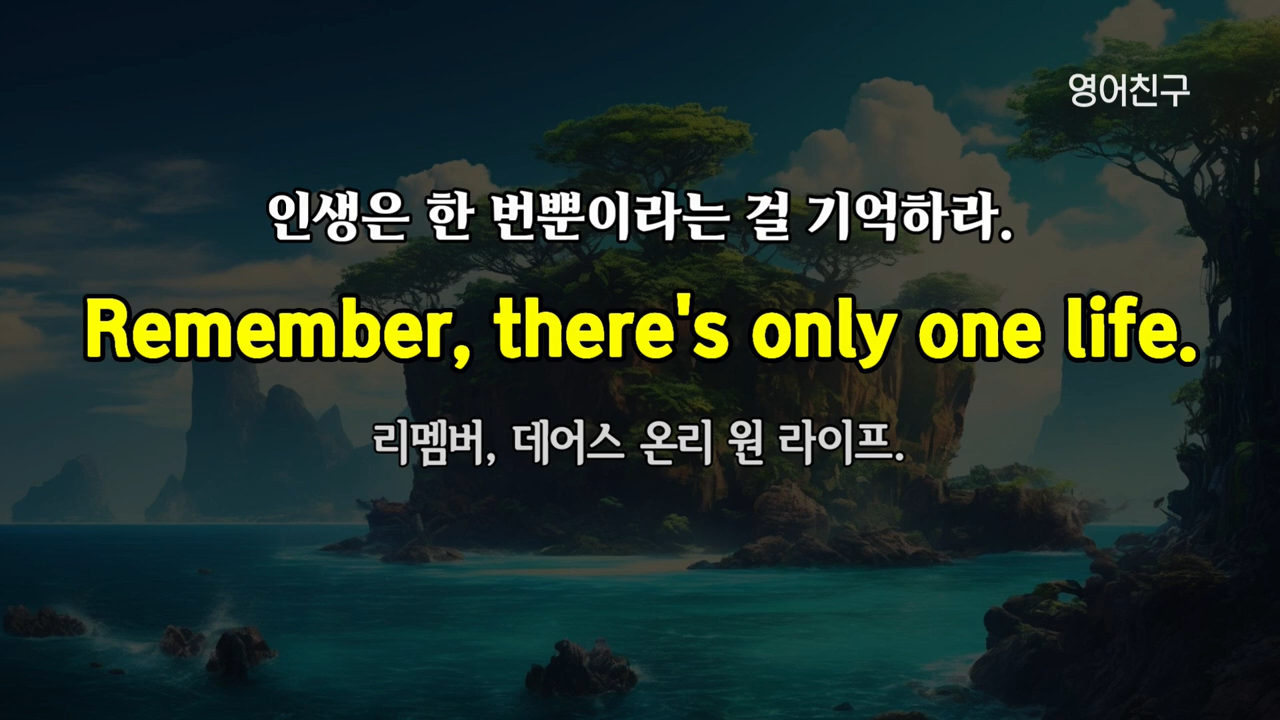 영어친구
인생은 한 번뿐이라는 걸 기억하라.
Remember, there's only one life.
리멤버, 데어스 온리 원 라이프.